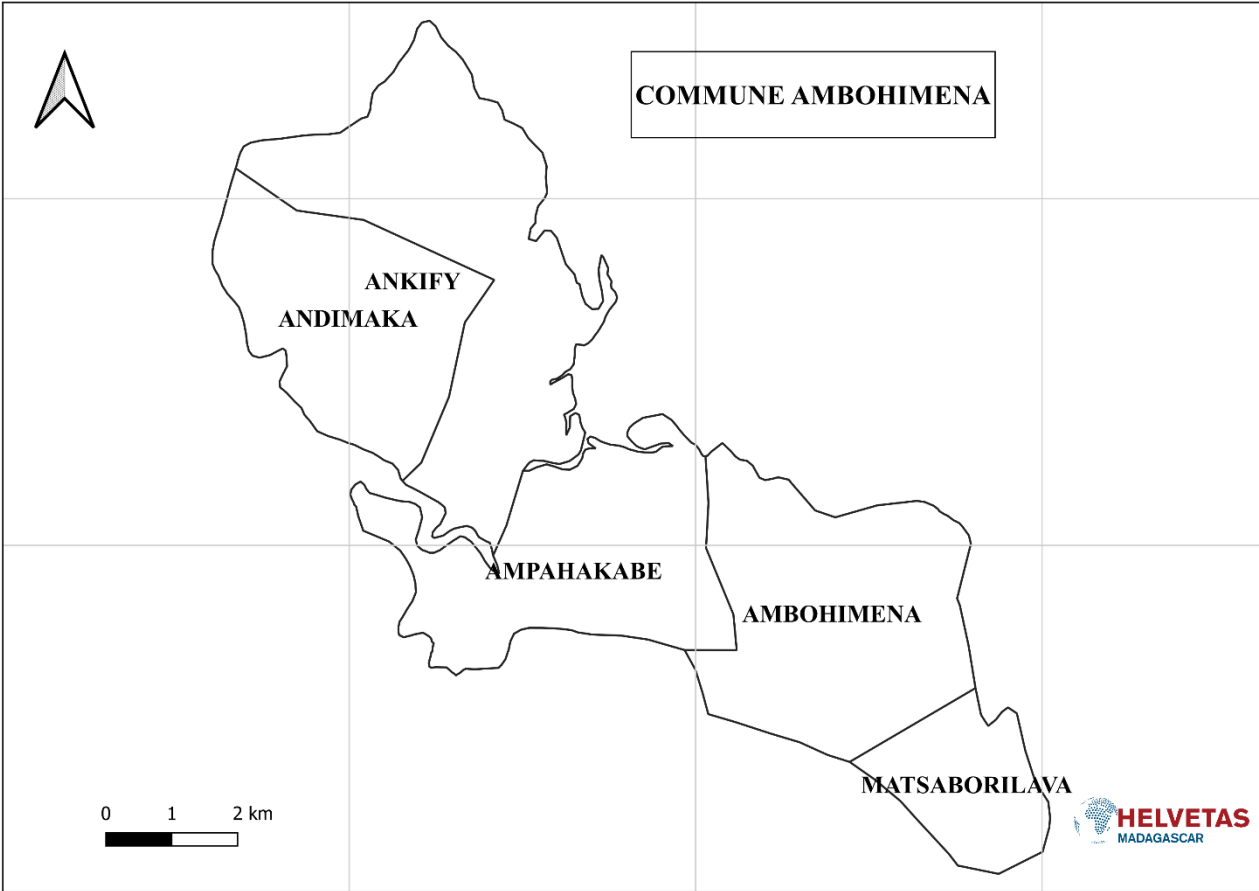 COMMUNE AMBOHIMENA
ANKIFY
ANDIMAKA
AMPAHAKABE
AMBOHIMENA
MATSABORILAVA
0 1 2 km
HELVETAS
MADAGASCAR